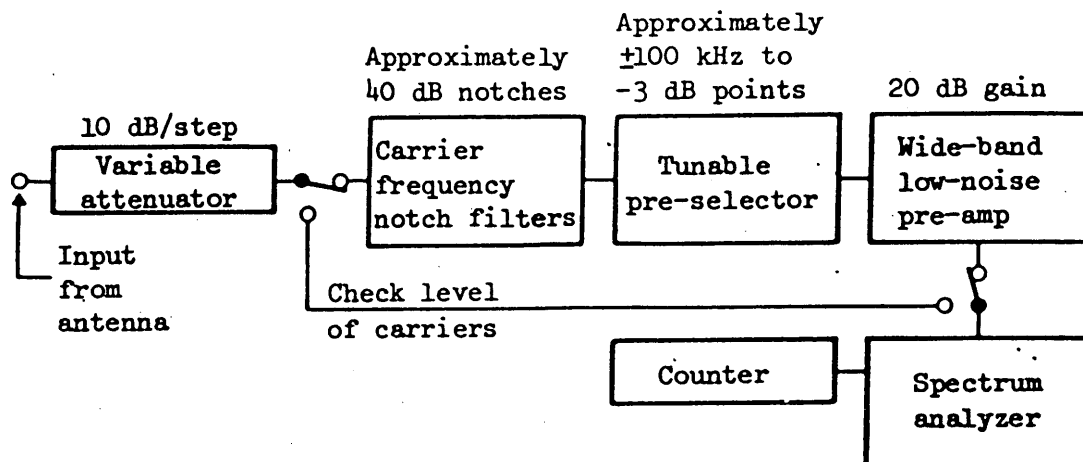 Approximately
±100 kHz to
-3 dB points
Approximately
40 dB notches
20 dB gain
10 dB/step
Variable
attenuator
Carrier
frequency
notch filters
Tunable
pre-selector
Wide-band
low-noise
pre-amp
Input
from
antenna
Check level
of carriers
Counter
Spectrum
analyzer